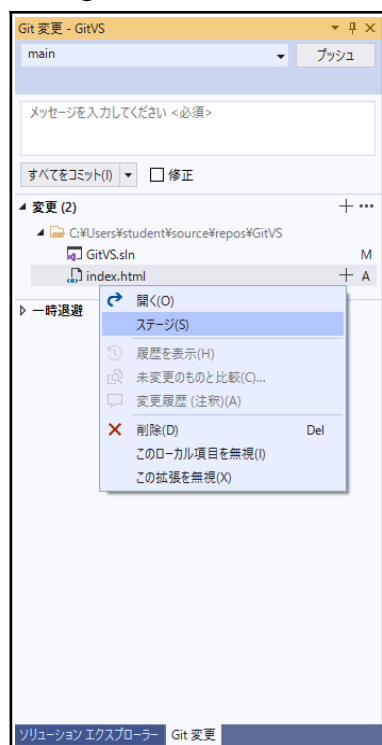 Git 変更 - GitVS
main
プッシュ
メッセージを入力してください <必須>
すべてをコミット(I)
修正
変更 (2)
C:¥Users¥student¥source¥repos¥GitVS
GitVS.sln M
index.html A
一時退避
開く(O)
ステージ(S)
履歴を表示(H)
未変更のものと比較(C)...
変更履歴 (注釈)(A)
削除(D) Del
このローカル項目を無視(I)
この拡張を無視(X)
ソリューション エクスプローラー Git 変更